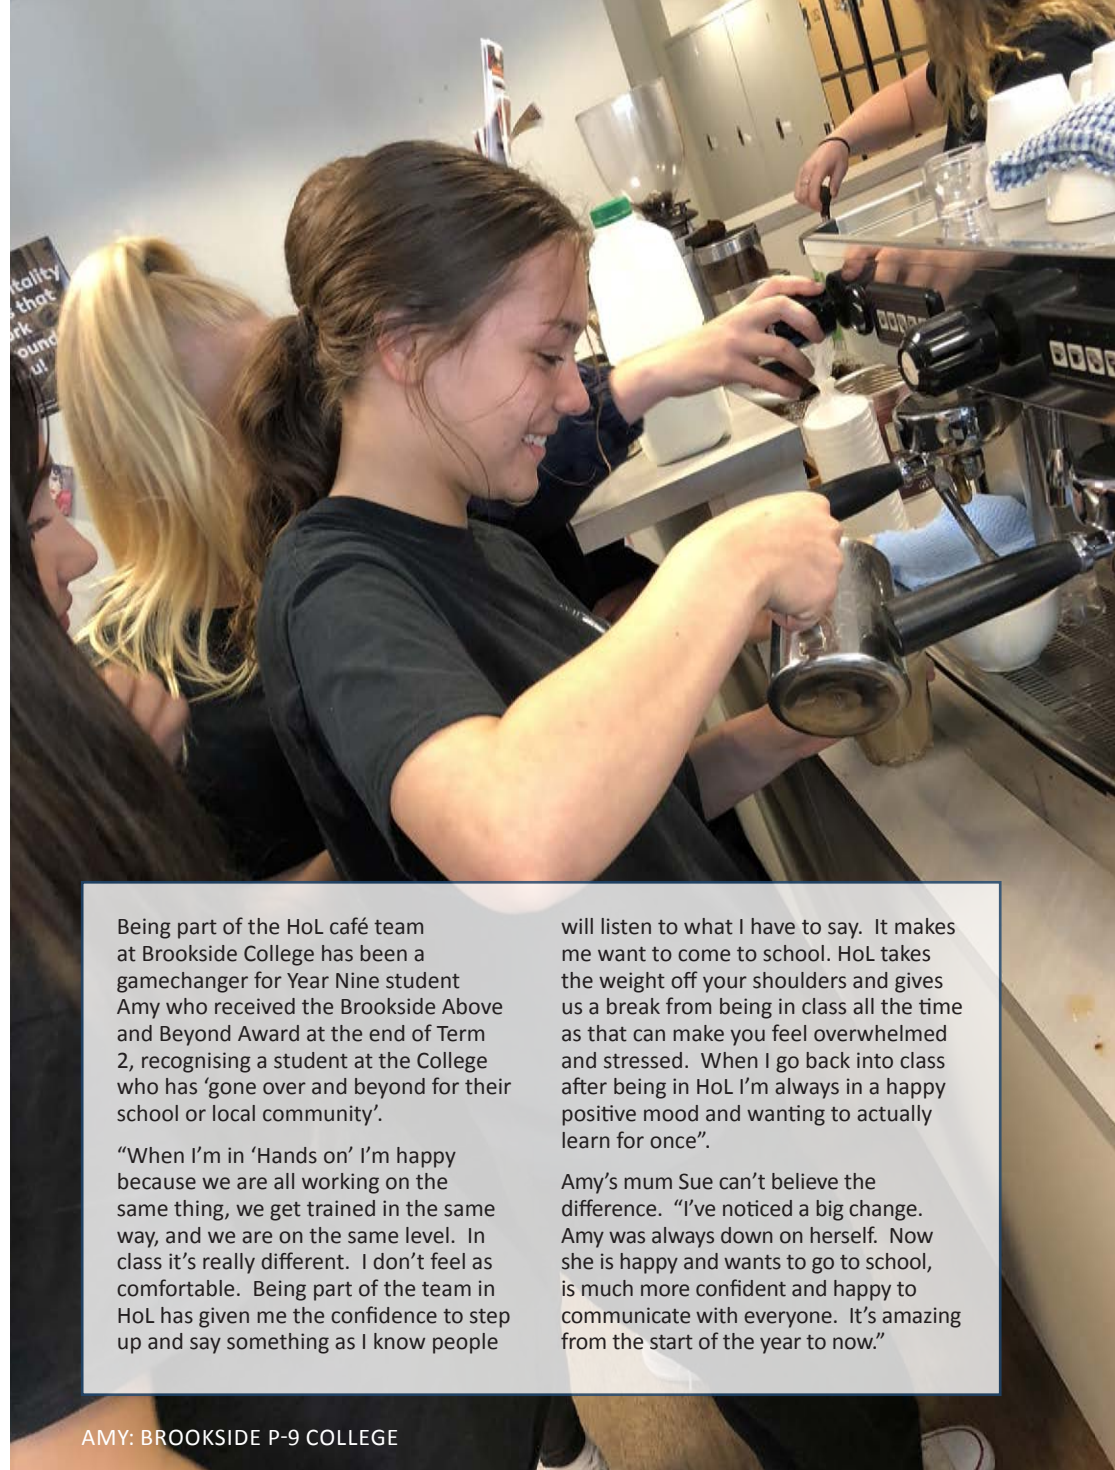 that
Being part of the HoL café team
at Brookside College has been a
gamechanger for Year Nine student
Amy who received the Brookside Above
and Beyond Award at the end of Term
2, recognising a student at the College
who has ‘gone over and beyond for their
school or local community’.
“When I’m in ‘Hands on’ I’m happy
because we are all working on the
same thing, we get trained in the same
way, and we are on the same level.  In
class it’s really different.  I don’t feel as
comfortable.  Being part of the team in
HoL has given me the confidence to step
up and say something as I know people
will listen to what I have to say.  It makes
me want to come to school. HoL takes
the weight off your shoulders and gives
us a break from being in class all the time
as that can make you feel overwhelmed
and stressed.  When I go back into class
after being in HoL I’m always in a happy
positive mood and wanting to actually
learn for once”.
Amy’s mum Sue can’t believe the
difference.  “I’ve noticed a big change.
Amy was always down on herself.  Now
she is happy and wants to go to school,
is much more confident and happy to
communicate with everyone.  It’s amazing
from the start of the year to now.”
AMY: BROOKSIDE P-9 COLLEGE